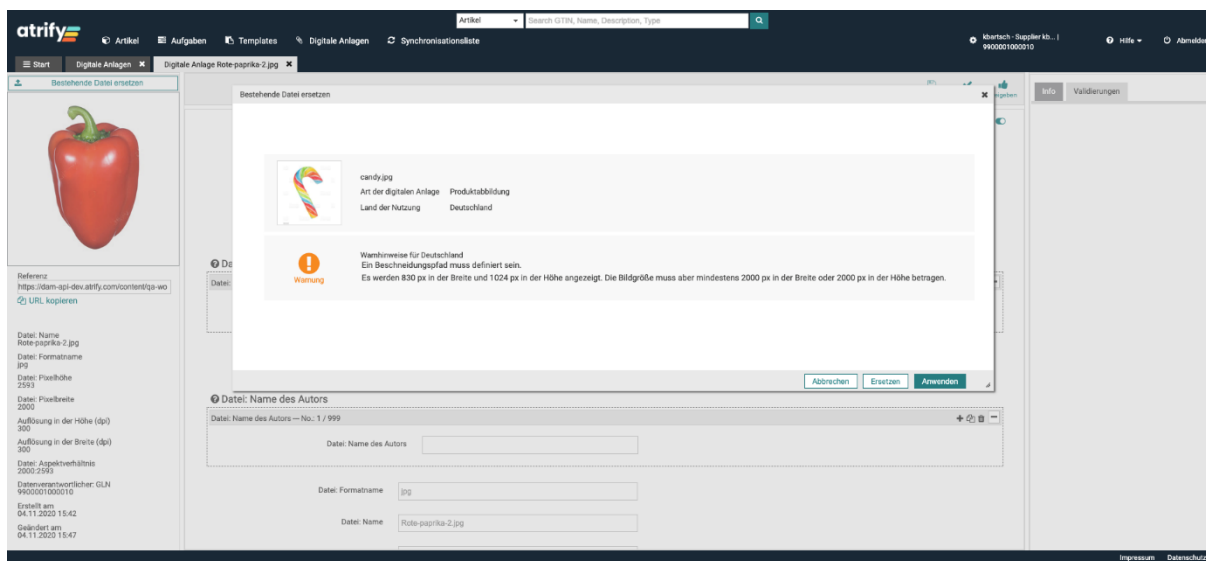 atrify
Artikel
Search GTIN, Name, Description, Type
Artikel
Aufgaben
Templates
Digitale Anlagen
Synchronisationsliste
kbartsch - Supplier kb... |
9900001000010
Hilfe
Abmelden
Start
Digitale Anlagen
Digitale Anlage Rote-paprika-2.jpg
Bestehende Datei ersetzen
Bestehende Datei ersetzen
Info
Validierungen
candy.jpg
Art der digitalen Anlage Produktabbildung
Land der Nutzung Deutschland
Warnung
Warnhinweise für Deutschland
Ein Beschneidungspfad muss definiert sein.
Es werden 830 px in der Breite und 1024 px in der Höhe angezeigt. Die Bildgröße muss aber mindestens 2000 px in der Breite oder 2000 px in der Höhe betragen.
Abbrechen
Ersetzen
Anwenden
Referenz
https://dam-api-dev.atrify.com/content/qa-wo
URL kopieren
Datei: Name
Rote-paprika-2.jpg
Datei: Formatname
jpg
Datei: Pixelhöhe
2593
Datei: Pixelbreite
2000
Auflösung in der Höhe (dpi)
300
Auflösung in der Breite (dpi)
300
Datei: Aspektverhältnis
2000:2593
Datenverantwortlicher: GLN
9900001000010
Erstellt am
04.11.2020 15:42
Geändert am
04.11.2020 15:47
Da
Datei:
Datei: Name des Autors
Datei: Name des Autors — No.: 1 / 999
Datei: Name des Autors
Datei: Formatname jpg
Datei: Name Rote-paprika-2.jpg
Impressum Datenschutz